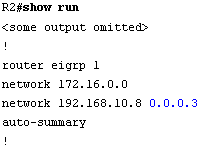 R2#show run
<some output omitted>
!
router eigrp 1
network 172.16.0.0
network 192.168.10.8 0.0.0.3
auto-summary
!